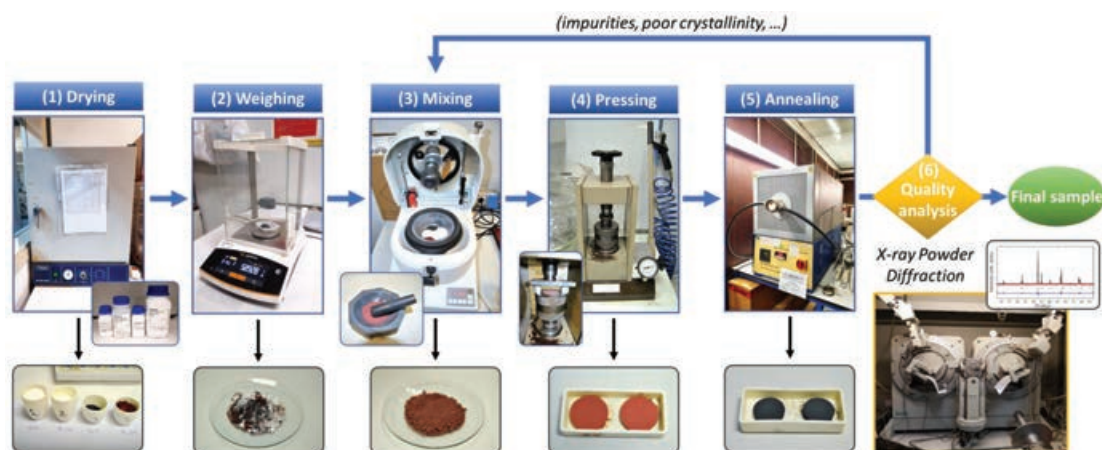 (impurities, poor crystallinity, ...)
(1) Drying
(2) Weighing
(3) Mixing
(4) Pressing
(5) Annealing
(6)
Quality
analysis
Final sample
X-ray Powder
Diffraction